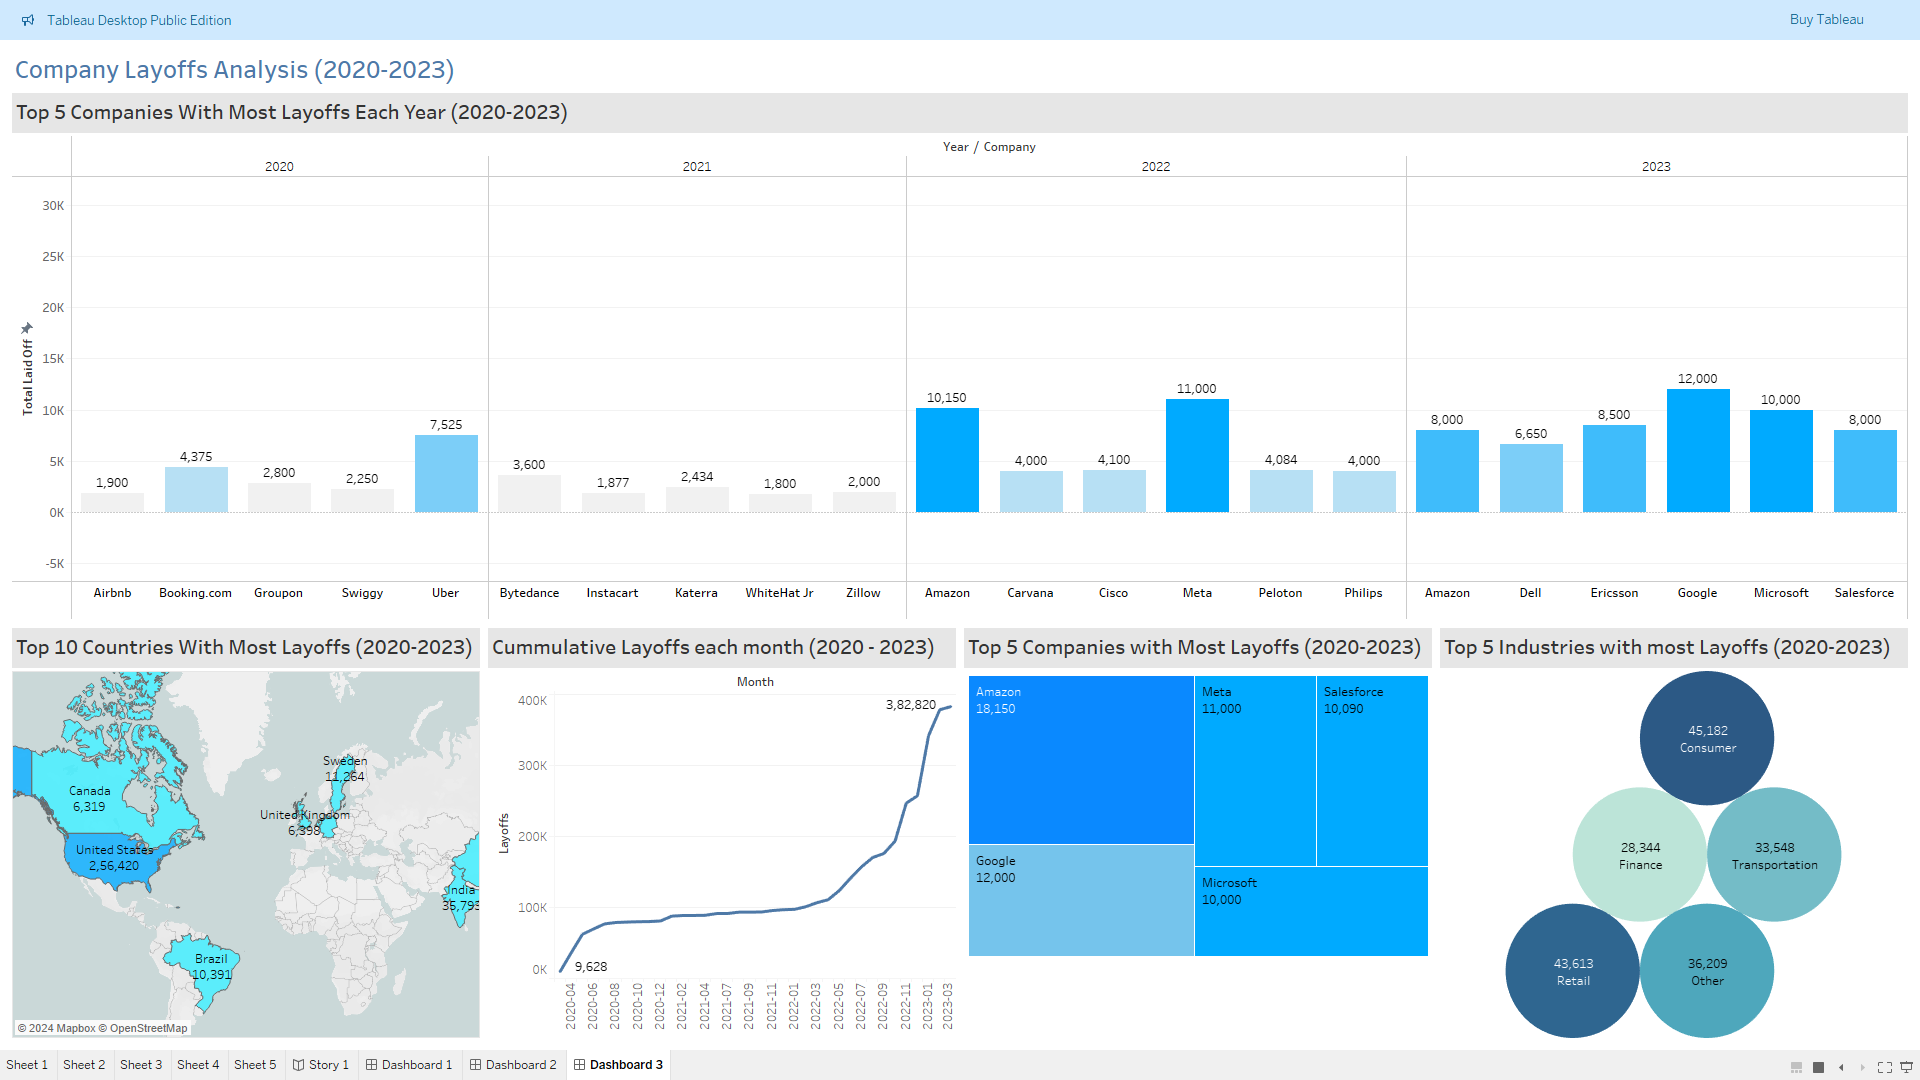 Tableau Desktop Public Edition
Buy Tableau
Company Layoffs Analysis (2020-2023)
Top 5 Companies With Most Layoffs Each Year (2020-2023)
Year / Company
2020 2021 2022 2023
Total Laid Off
30K
25K
20K
15K
10K
5K
0K
-5K
1,900 4,375 2,800 2,250 7,525 3,600 1,877 2,434 1,800 2,000 10,150 4,000 4,100 11,000 4,084 4,000 8,000 6,650 8,500 12,000 10,000 8,000
Airbnb Booking.com Groupon Swiggy Uber Bytedance Instacart Katerra WhiteHat Jr Zillow Amazon Carvana Cisco Meta Peloton Philips Amazon Dell Ericsson Google Microsoft Salesforce
Top 10 Countries With Most Layoffs (2020-2023)
Sweden
11,264
Canada
6,319
United Kingdom
6,398
United States
2,56,420
India
35,793
Brazil
10,391
© 2024 Mapbox © OpenStreetMap
Cummulative Layoffs each month (2020 - 2023)
Month
Layoffs
400K
300K
200K
100K
0K
3,82,820
9,628
2020-04
2020-06
2020-08
2020-10
2020-12
2021-02
2021-04
2021-07
2021-09
2021-11
2022-01
2022-03
2022-05
2022-07
2022-09
2022-11
2023-01
2023-03
Top 5 Companies with Most Layoffs (2020-2023)
Amazon
18,150
Meta
11,000
Salesforce
10,090
Google
12,000
Microsoft
10,000
Top 5 Industries with most Layoffs (2020-2023)
45,182
Consumer
28,344
Finance
33,548
Transportation
43,613
Retail
36,209
Other
Sheet 1 Sheet 2 Sheet 3 Sheet 4 Sheet 5 Story 1 Dashboard 1 Dashboard 2 Dashboard 3